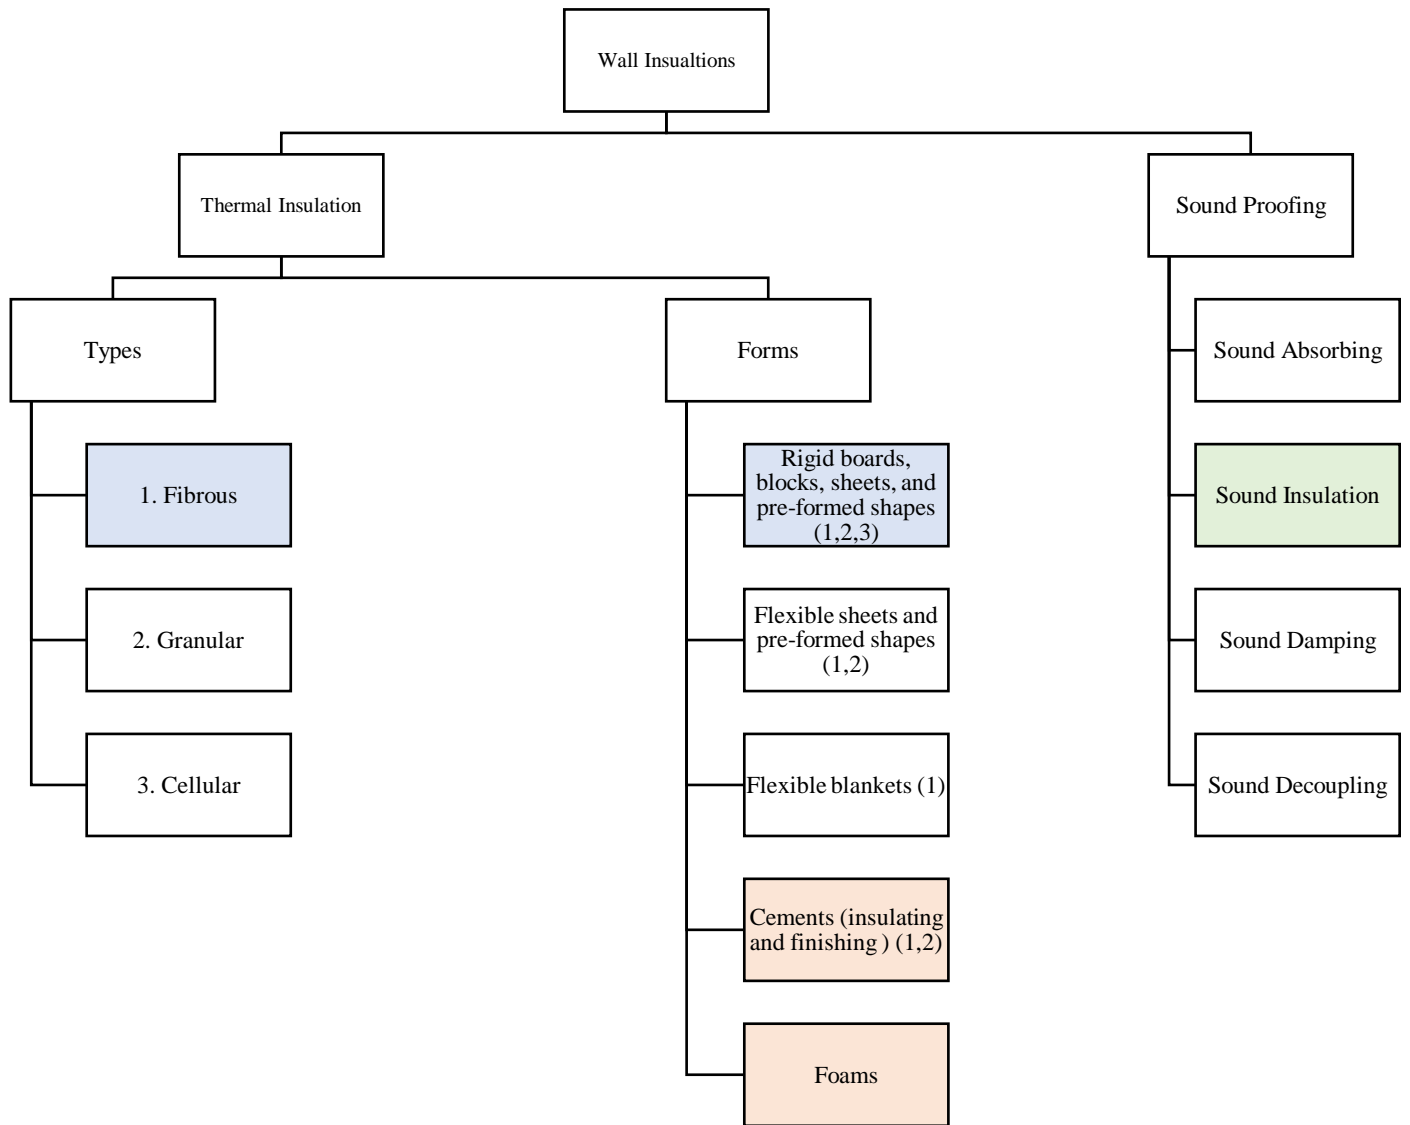 Wall Insualtions
Thermal Insulation
Sound Proofing
Types
Forms
Sound Absorbing
1. Fibrous
Rigid boards,
blocks, sheets, and
pre-formed shapes
(1,2,3)
Sound Insulation
2. Granular
Flexible sheets and
pre-formed shapes
(1,2)
Sound Damping
3. Cellular
Flexible blankets (1)
Sound Decoupling
Cements (insulating
and finishing ) (1,2)
Foams